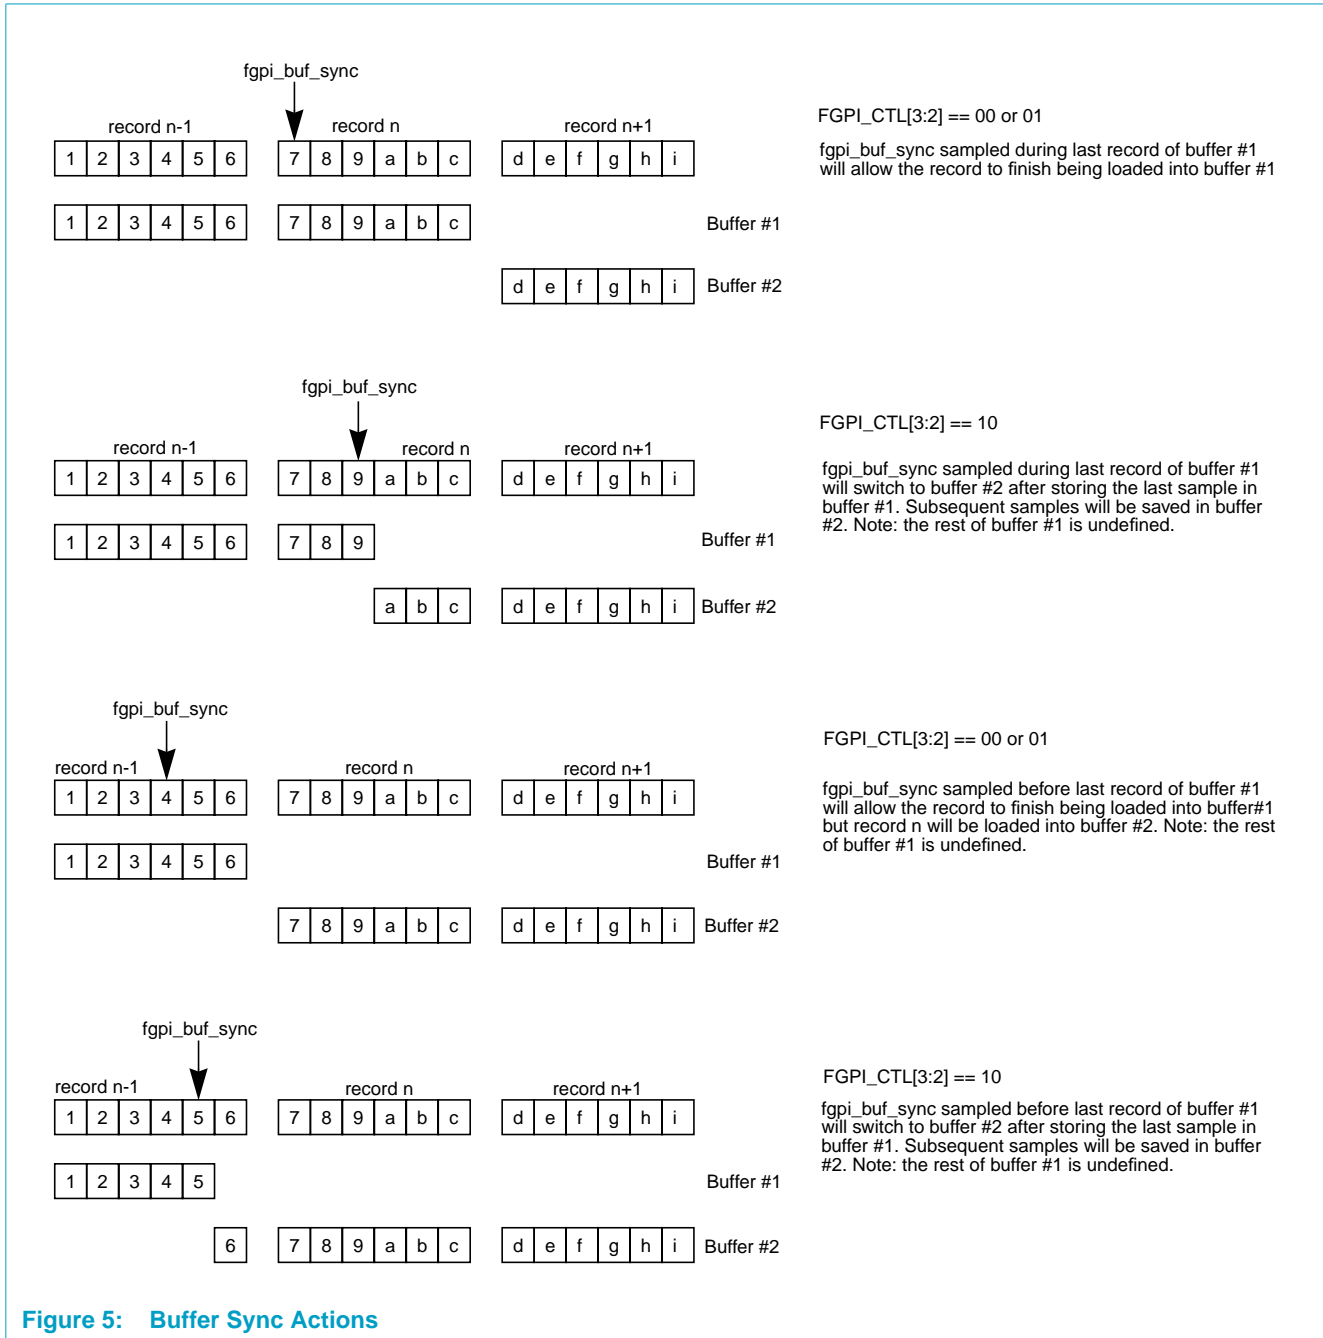 fgpi_buf_sync
record n-1 record n record n+1
1 2 3 4 5 6 7 8 9 a b c d e f g h i
1 2 3 4 5 6 7 8 9 a b c Buffer #1
d e f g h i Buffer #2
FGPI_CTL[3:2] == 00 or 01
fgpi_buf_sync sampled during last record of buffer #1
will allow the record to finish being loaded into buffer #1
fgpi_buf_sync
record n-1 record n record n+1
1 2 3 4 5 6 7 8 9 a b c d e f g h i
1 2 3 4 5 6 7 8 9 Buffer #1
a b c d e f g h i Buffer #2
FGPI_CTL[3:2] == 10
fgpi_buf_sync sampled during last record of buffer #1
will switch to buffer #2 after storing the last sample in
buffer #1. Subsequent samples will be saved in buffer
#2. Note: the rest of buffer #1 is undefined.
fgpi_buf_sync
record n-1 record n record n+1
1 2 3 4 5 6 7 8 9 a b c d e f g h i
1 2 3 4 5 6 Buffer #1
7 8 9 a b c d e f g h i Buffer #2
FGPI_CTL[3:2] == 00 or 01
fgpi_buf_sync sampled before last record of buffer #1
will allow the record to finish being loaded into buffer#1
but record n will be loaded into buffer #2. Note: the rest
of buffer #1 is undefined.
fgpi_buf_sync
record n-1 record n record n+1
1 2 3 4 5 6 7 8 9 a b c d e f g h i
1 2 3 4 5 Buffer #1
6 7 8 9 a b c d e f g h i Buffer #2
FGPI_CTL[3:2] == 10
fgpi_buf_sync sampled before last record of buffer #1
will switch to buffer #2 after storing the last sample in
buffer #1. Subsequent samples will be saved in buffer
#2. Note: the rest of buffer #1 is undefined.
Figure 5: Buffer Sync Actions